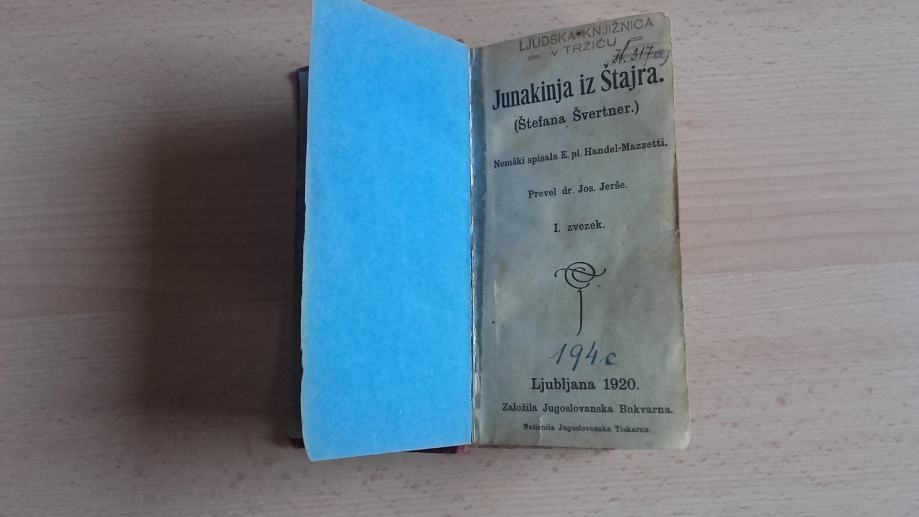 LJUDSKA KNJIŽNICA
V TRŽIČU
317a
Junakinja iz Štajra.
(Štefana Švertner.)
Nemški spisala E. pl. Handel-Mazzetti.
Prevel dr. Jos. Jerše.
I. zvezek.
194c
Ljubljana 1920.
Založila Jugoslovanska Bukvarna.
Natisnila Jugoslovanska Tiskarna.